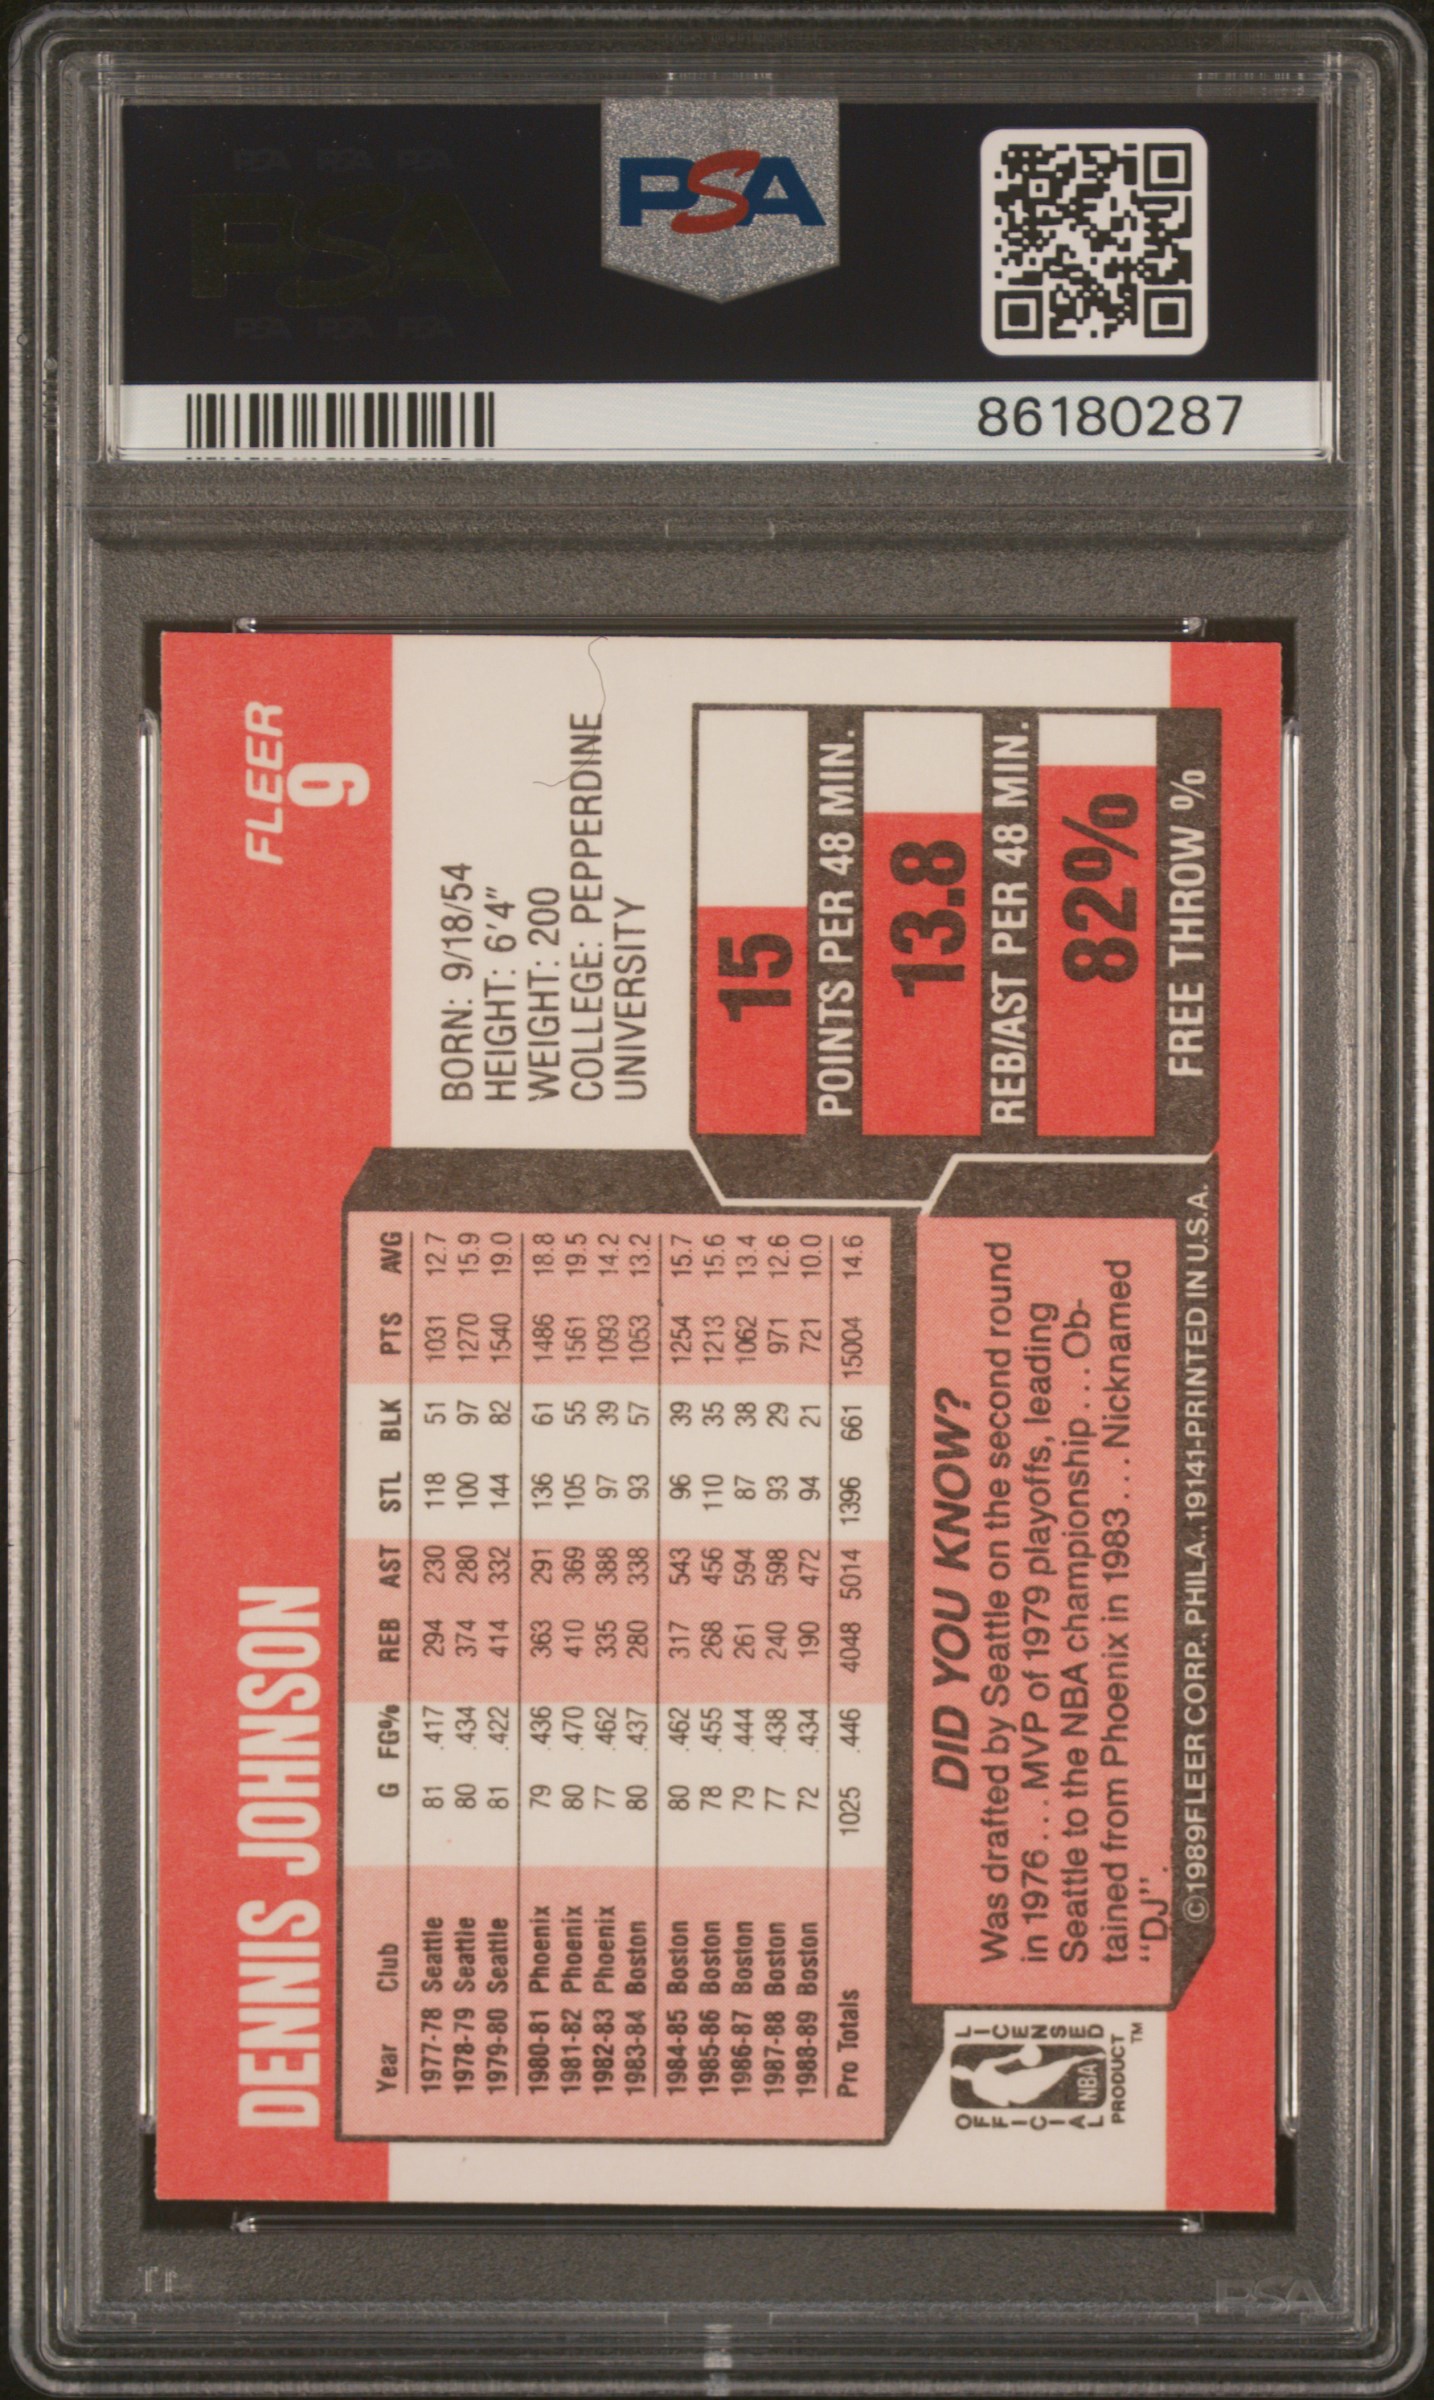 PSA PSA PSA
PSA
PSA PSA PSA
PSA
86180287
FLEER
9
DENNIS JOHNSON
BORN: 9/18/54
HEIGHT: 6'4"
WEIGHT: 200
COLLEGE: PEPPERDINE
UNIVERSITY
Year Club G FG% REB AST STL BLK PTS AVG
1977-78 Seattle 81 .417 294 230 118 51 1031 12.7
1978-79 Seattle 80 .434 374 280 100 97 1270 15.9
1979-80 Seattle 81 .422 414 332 144 82 1540 19.0
1980-81 Phoenix 79 .436 363 291 136 61 1486 18.8
1981-82 Phoenix 80 .470 410 369 105 55 1561 19.5
1982-83 Phoenix 77 .462 335 388 97 39 1093 14.2
1983-84 Boston 80 .437 280 338 93 57 1053 13.2
1984-85 Boston 80 .462 317 543 96 39 1254 15.7
1985-86 Boston 78 .455 268 456 110 35 1213 15.6
1986-87 Boston 79 .444 261 594 87 38 1062 13.4
1987-88 Boston 77 .438 240 598 93 29 971 12.6
1988-89 Boston 72 .434 190 472 94 21 721 10.0
Pro Totals 1025 .446 4048 5014 1396 661 15004 14.6
15
POINTS PER 48 MIN.
13.8
REB/AST PER 48 MIN.
82%
FREE THROW %
DID YOU KNOW?
Was drafted by Seattle on the second round
in 1976...MVP of 1979 playoffs, leading
Seattle to the NBA championship...Ob-
tained from Phoenix in 1983...Nicknamed
"DJ".
OFFICIAL LICENSED
NBA
PRODUCT TM
©1989FLEER CORP., PHILA. 19141-PRINTED IN U.S.A.
PSA